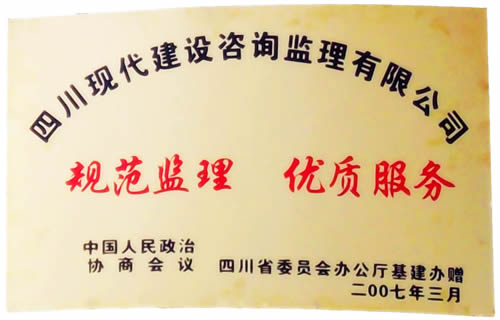 四川现代建设咨询监理有限公司
规范监理 优质服务
中国人民政治
协商会议 四川省委员会办公厅基建办赠
二00七年三月